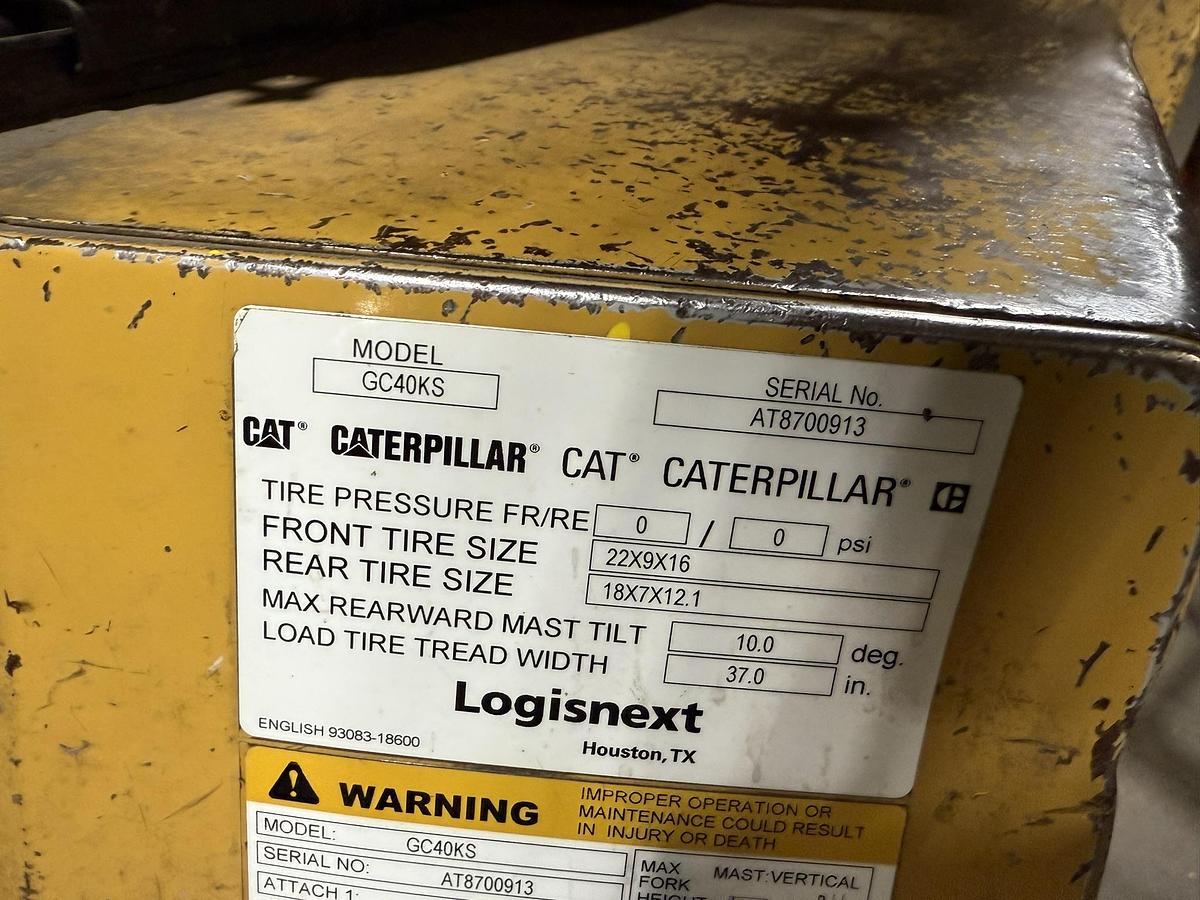 MODEL
GC40KS
SERIAL No.
AT8700913
CAT® CATERPILLAR® CAT® CATERPILLAR®
TIRE PRESSURE FR/RE 0 / 0 psi
FRONT TIRE SIZE 22X9X16
REAR TIRE SIZE 18X7X12.1
MAX REARWARD MAST TILT 10.0 deg.
LOAD TIRE TREAD WIDTH 37.0 in.
Logisnext
Houston, TX
ENGLISH 93083-18600
WARNING
IMPROPER OPERATION OR
MAINTENANCE COULD RESULT
IN INJURY OR DEATH
MODEL: GC40KS
SERIAL NO: AT8700913
ATTACH 1:
MAX
FORK
HEIGHT
MAST:VERTICAL